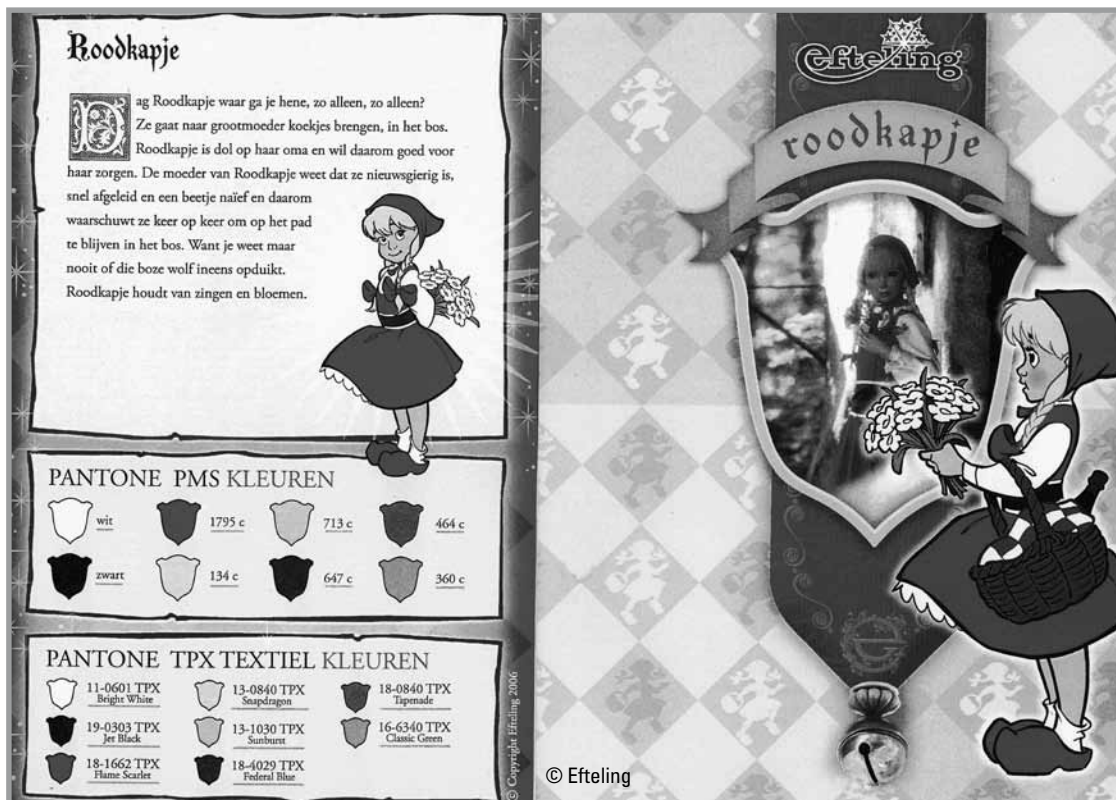 Roodkapje
Dag Roodkapje waar ga je hene, zo alleen, zo alleen?
Ze gaat naar grootmoeder koekjes brengen, in het bos.
Roodkapje is dol op haar oma en wil daarom goed voor
haar zorgen. De moeder van Roodkapje weet dat ze nieuwsgierig is,
snel afgeleid en een beetje naïef en daarom
waarschuwt ze keer op keer om op het pad
te blijven in het bos. Want je weet maar
nooit of die boze wolf ineens opduikt.
Roodkapje houdt van zingen en bloemen.
PANTONE PMS KLEUREN
wit 1795 c 713 c 464 c
zwart 134 c 647 c 360 c
PANTONE TPX TEXTIEL KLEUREN
11-0601 TPX 13-0840 TPX 18-0840 TPX
Bright White Snapdragon Tapenade
19-0303 TPX 13-1030 TPX 16-6340 TPX
Jet Black Sunburst Classic Green
18-1662 TPX 18-4029 TPX
Flame Scarlet Federal Blue
© Copyright Efteling 2006
Efteling
roodkapje
© Efteling